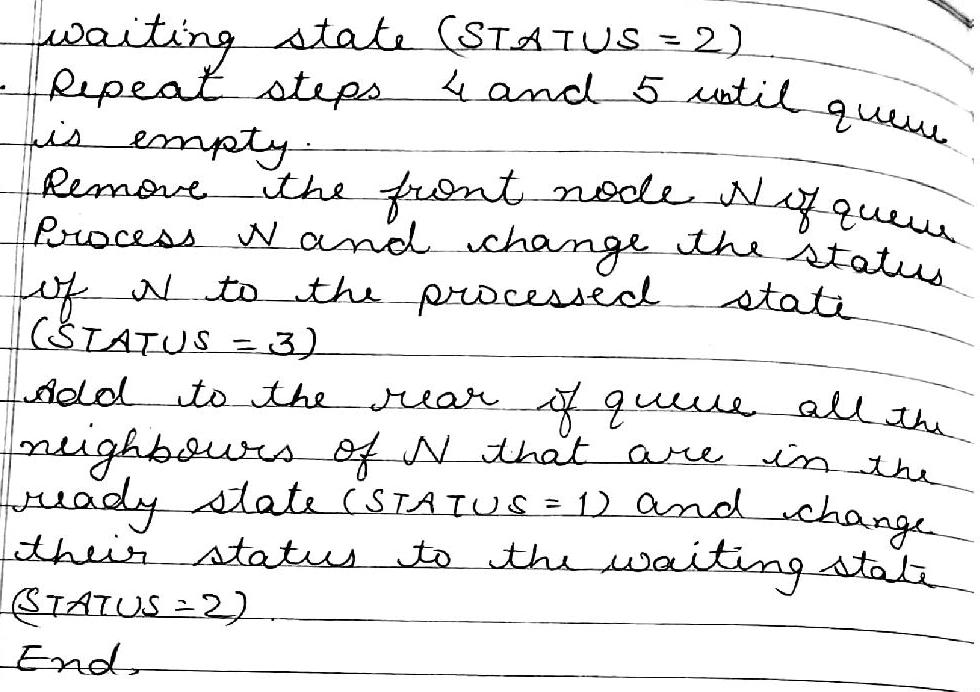 waiting state (STATUS = 2)
Repeat steps 4 and 5 until queue
is empty.
Remove the front node N of queue
Process N and change the status
of N to the processed state
(STATUS = 3)
Add to the rear of queue all the
neighbours of N that are in the
ready state (STATUS = 1) and change
their status to the waiting state
(STATUS = 2)
End.